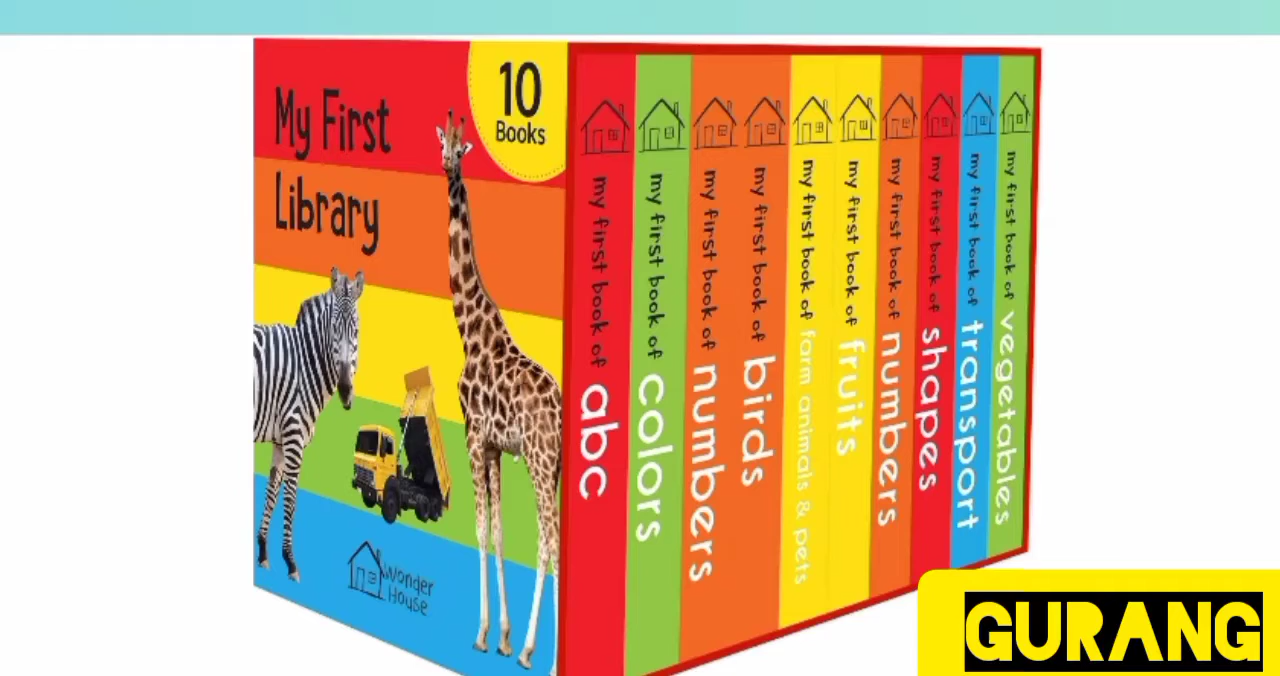 My First
Library
10
Books
Wonder
House
my first book of abc
my first book of colors
my first book of numbers
my first book of birds
my first book of farm animals & pets
my first book of fruits
my first book of numbers
my first book of shapes
my first book of transport
my first book of vegetables
GURANG